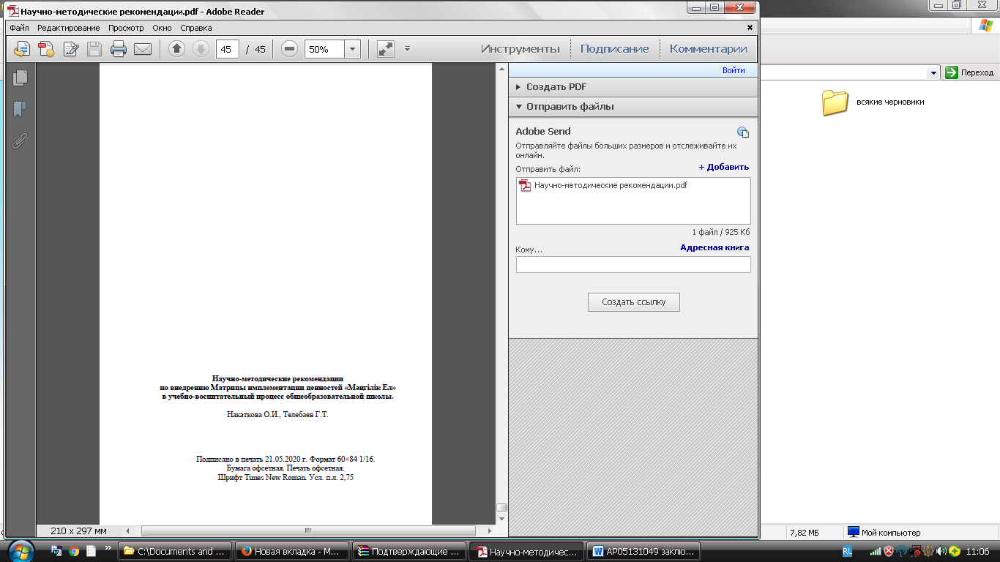 Научно-методические рекомендации.pdf - Adobe Reader
Файл Редактирование Просмотр Окно Справка
45 / 45 50% Инструменты Подписание Комментарии
Войти
Переход
Создать PDF
всякие черновики
Отправить файлы
Adobe Send
Отправляйте файлы больших размеров и отслеживайте их
онлайн.
+ Добавить
Отправить файл:
Научно-методические рекомендации.pdf
1 файл / 925 Кб
Адресная книга
Кому...
Создать ссылку
Научно-методические рекомендации
по внедрению Матрицы имплементации ценностей «Мәңгілік Ел»
в учебно-воспитательный процесс общеобразовательной школы.
Накаткова О.И., Телебаев Г.Т.
Подписано в печать 21.05.2020 г. Формат 60×84 1/16.
Бумага офсетная. Печать офсетная.
Шрифт Times New Roman. Усл. п.л. 2,75
210 x 297 мм
7,82 МБ Мой компьютер
C:\Documents and ... Новая вкладка - M... Подтверждающие ... Научно-методичес... AP05131049 заклю... RL 11:06